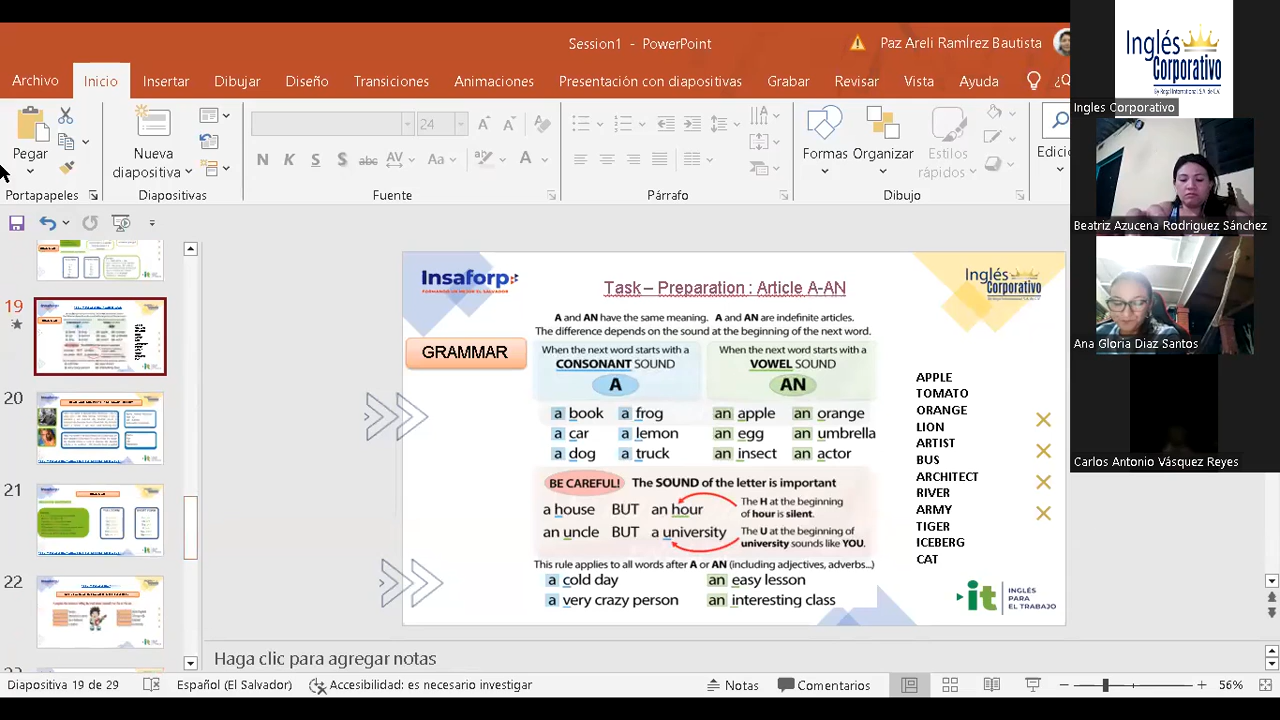 Session1 - PowerPoint
Paz Areli RamÍrez Bautista
Archivo Inicio Insertar Dibujar Diseño Transiciones Animaciones Presentación con diapositivas Grabar Revisar Vista Ayuda
Pegar
Nueva diapositiva
24
N K S S abc AV Aa A
Formas Organizar Estilos rápidos
Edici
Portapapeles Diapositivas Fuente Párrafo Dibujo
19
20
21
22
Insaforp
Task – Preparation : Article A-AN
Inglés Corporativo
A and AN have the same meaning. A and AN are indefinite articles.
The difference depends on the sound at the beginning of the next word.
GRAMMAR
When the next word starts with a
CONSONANT SOUND
A
When the next word starts with a
VOWEL SOUND
AN
a book a frog an apple an orange
a car a lemon an egg an umbrella
a dog a truck an insect an actor
BE CAREFUL! The SOUND of the letter is important
a house BUT an hour
The H at the beginning
of hour is silent.
an uncle BUT a university
The U at the beginning of
university sounds like YOU.
This rule applies to all words after A or AN (including adjectives, adverbs...)
a cold day an easy lesson
a very crazy person an interesting class
APPLE
TOMATO
ORANGE
LION
ARTIST
BUS
ARCHITECT
RIVER
ARMY
TIGER
ICEBERG
CAT
it INGLÉS
PARA
EL TRABAJO
Haga clic para agregar notas
Diapositiva 19 de 29 Español (El Salvador) Accesibilidad: es necesario investigar Notas Comentarios 56%
Inglés
Corporativo
Ingles Corporativo
Beatriz Azucena Rodriguez Sánchez
Ana Gloria Diaz Santos
Carlos Antonio Vásquez Reyes